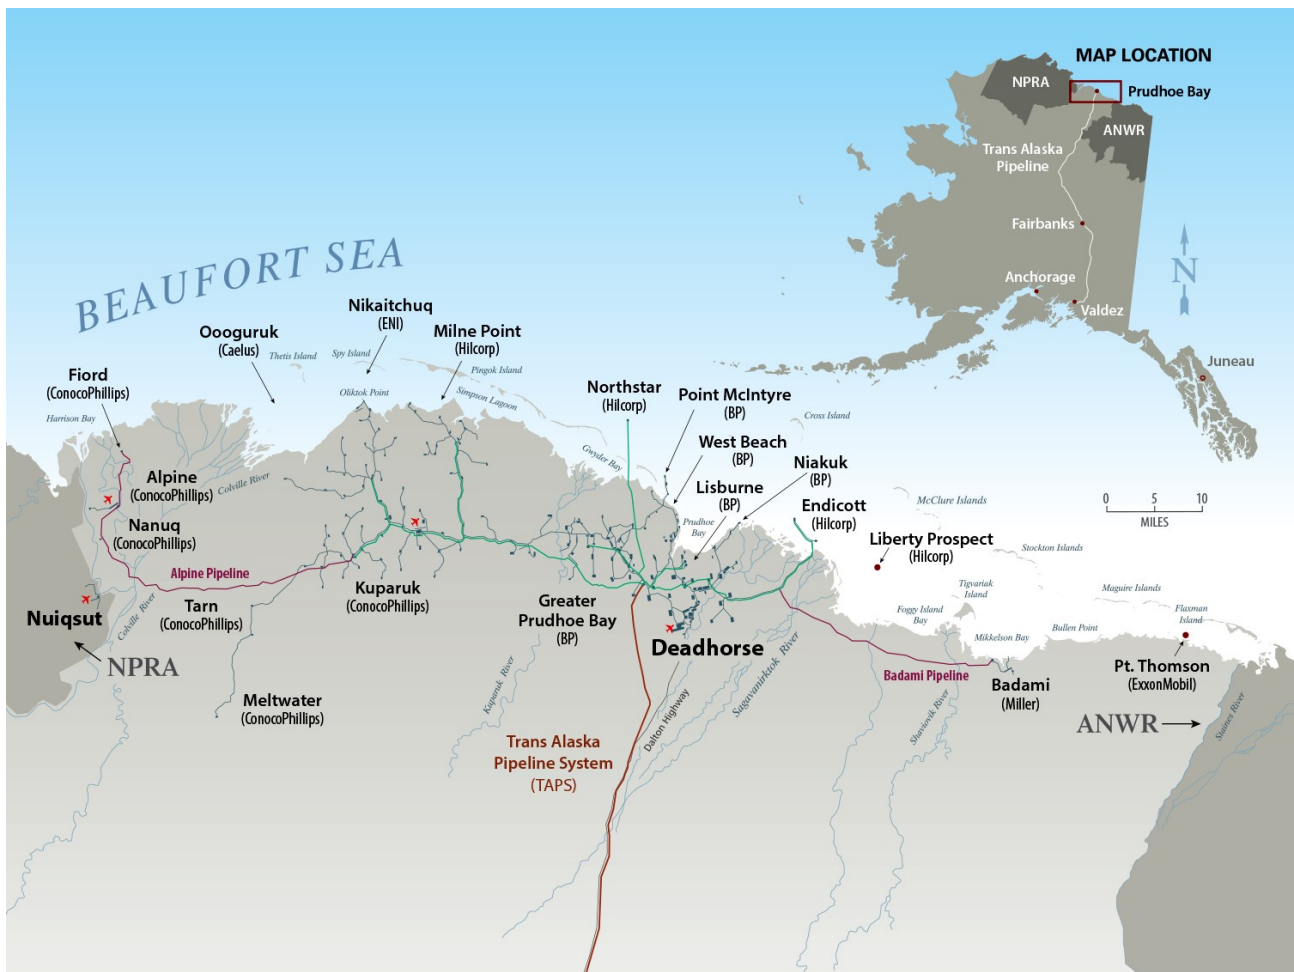 MAP LOCATION
NPRA
Prudhoe Bay
ANWR
Trans Alaska
Pipeline
Fairbanks
N
Anchorage
Valdez
Juneau
BEAUFORT SEA
Nikaitchuq
(ENI)
Milne Point
(Hilcorp)
Oooguruk
(Caelus)
Thetis Island
Spy Island
Pingok Island
Fiord
(ConocoPhillips)
Oliktok Point
Simpson Lagoon
Northstar
(Hilcorp)
Point McIntyre
(BP)
Cross Island
Harrison Bay
West Beach
(BP)
Gwyder Bay
Niakuk
(BP)
Alpine
(ConocoPhillips)
Colville River
Lisburne
(BP)
Endicott
(Hilcorp)
McClure Islands
0 5 10
MILES
Nanuq
(ConocoPhillips)
Prudhoe
Bay
Liberty Prospect
(Hilcorp)
Stockton Islands
Alpine Pipeline
Kuparuk
(ConocoPhillips)
Tigvariak
Island
Maguire Islands
Tarn
(ConocoPhillips)
Colville River
Nuiqsut
Greater
Prudhoe Bay
(BP)
Foggy Island
Bay
Flaxman
Island
Bullen Point
Mikkelson Bay
Deadhorse
NPRA
Kuparuk River
Sagavanirktok River
Badami Pipeline
Badami
(Miller)
Pt. Thomson
(ExxonMobil)
Meltwater
(ConocoPhillips)
Dalton Highway
Shaviovik River
ANWR
Staines River
Trans Alaska
Pipeline System
(TAPS)